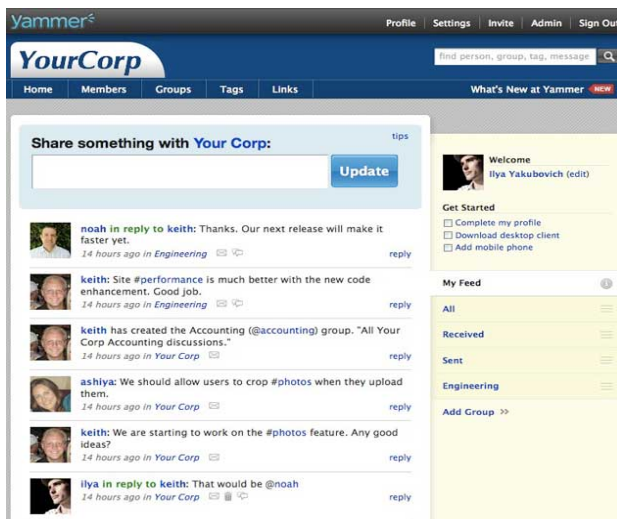 Yammer
Profile Settings Invite Admin Sign Out
YourCorp
find person, group, tag, message
Home Members Groups Tags Links
What's New at Yammer NEW
Share something with Your Corp:
tips
Update
noah in reply to keith: Thanks. Our next release will make it
faster yet.
14 hours ago in Engineering
reply
keith: Site #performance is much better with the new code
enhancement. Good job.
14 hours ago in Engineering
reply
keith has created the Accounting (@accounting) group. "All Your
Corp Accounting discussions."
14 hours ago in Your Corp
reply
ashiya: We should allow users to crop #photos when they upload
them.
14 hours ago in Your Corp
reply
keith: We are starting to work on the #photos feature. Any good
ideas?
14 hours ago in Your Corp
reply
ilya in reply to keith: That would be @noah
14 hours ago in Your Corp
reply
Welcome
Ilya Yakubovich (edit)
Get Started
Complete my profile
Download desktop client
Add mobile phone
My Feed
All
Received
Sent
Engineering
Add Group >>